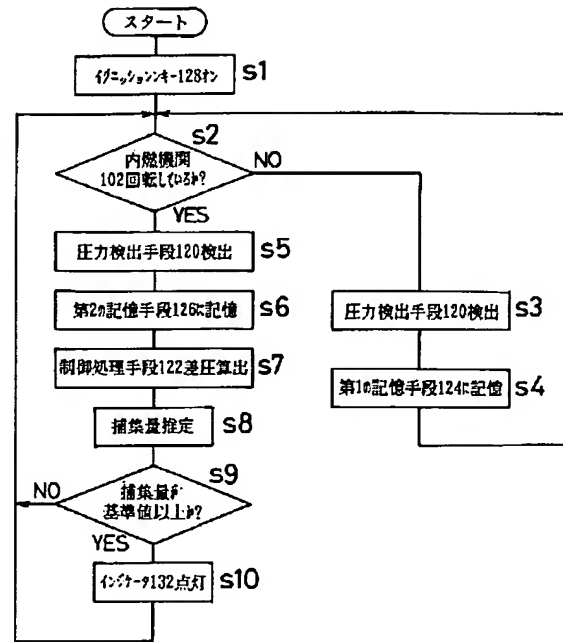 スタート
イグニッションキー128オン
S1
S2
内燃機関
102回転しているか?
NO
YES
圧力検出手段120検出
S5
第2の記憶手段126に記憶
S6
制御処理手段122差圧算出
S7
捕集量推定
S8
S9
捕集量が
基準値以上か?
NO
YES
インジケータ132点灯
S10
圧力検出手段120検出
S3
第1の記憶手段124に記憶
S4